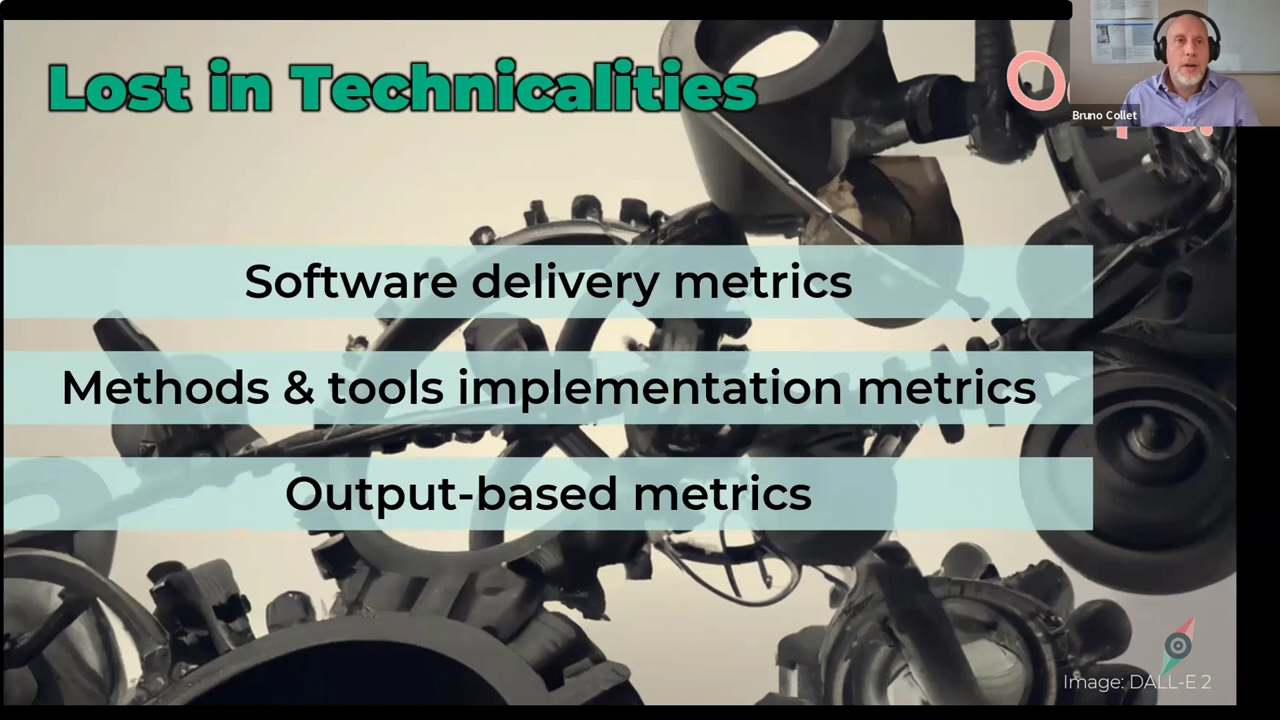 Lost in Technicalities
Bruno Collet
Software delivery metrics
Methods & tools implementation metrics
Output-based metrics
Image: DALL-E 2